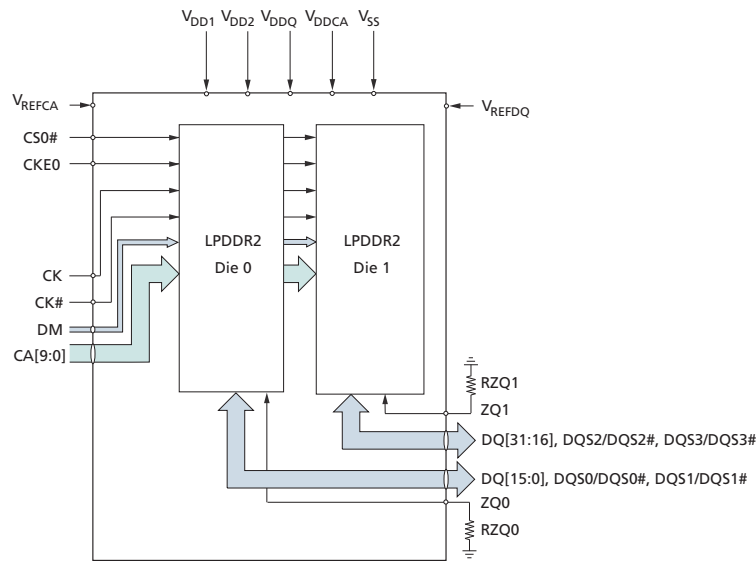 VDD1 VDD2 VDDQ VDDCA VSS
VREFCA
VREFDQ
CS0#
CKE0
LPDDR2
Die 0
LPDDR2
Die 1
CK
CK#
DM
CA[9:0]
RZQ1
ZQ1
DQ[31:16], DQS2/DQS2#, DQS3/DQS3#
DQ[15:0], DQS0/DQS0#, DQS1/DQS1#
ZQ0
RZQ0